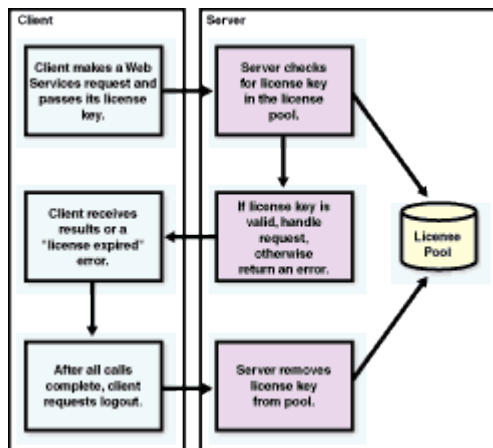 Client
Server
Client makes a Web
Services request and
passes its license
key.
Server checks
for license key
in the license
pool.
Client receives
results or a
"license expired"
error.
If license key is
valid, handle
request,
otherwise
return an error.
License
Pool
After all calls
complete, client
requests logout.
Server removes
license key
from pool.